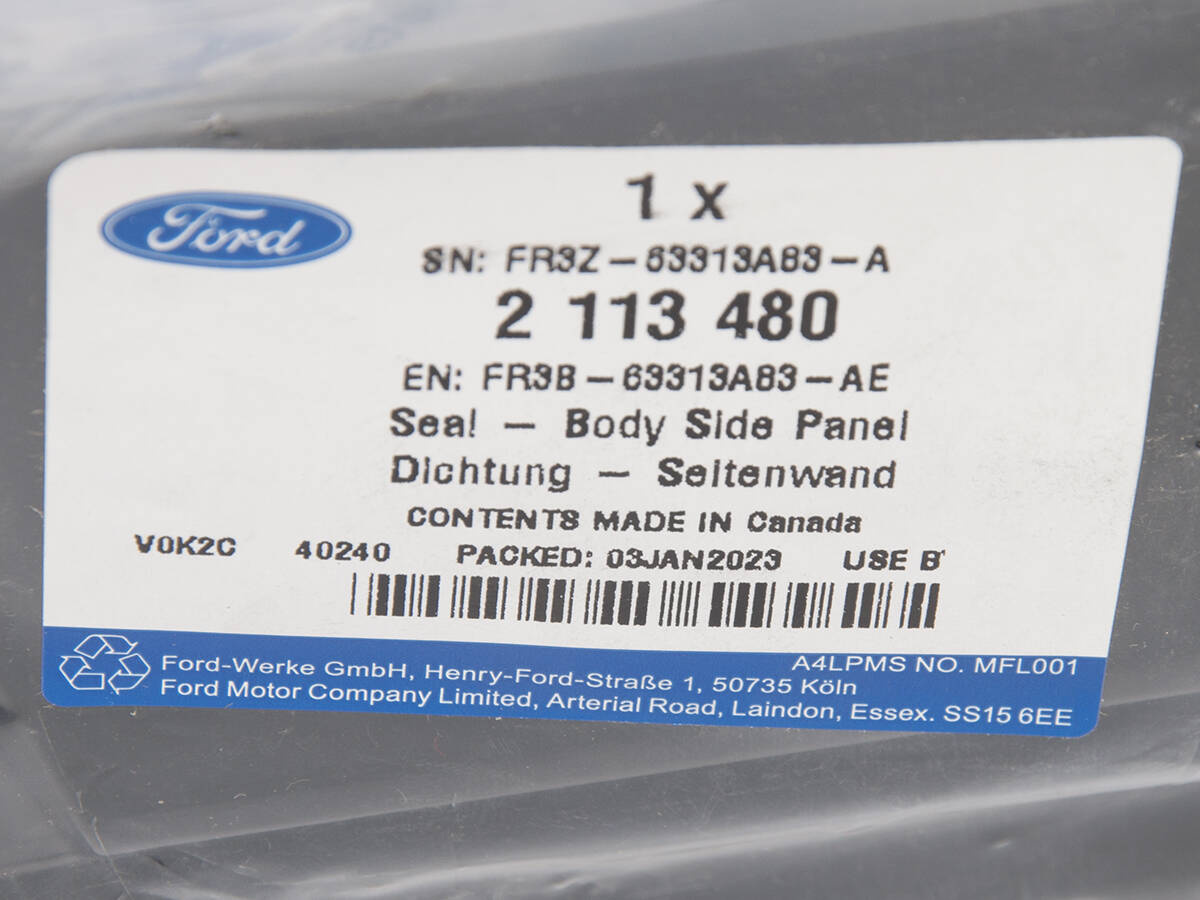 Ford
1 x
SN: FR3Z-63313A83-A
2 113 480
EN: FR3B-63313A83-AE
Seal - Body Side Panel
Dichtung - Seitenwand
CONTENTS MADE IN Canada
V0K2C 40240 PACKED: 03JAN2023 USE B
A4LPMS NO. MFL001
Ford-Werke GmbH, Henry-Ford-Straße 1, 50735 Köln
Ford Motor Company Limited, Arterial Road, Laindon, Essex. SS15 6EE